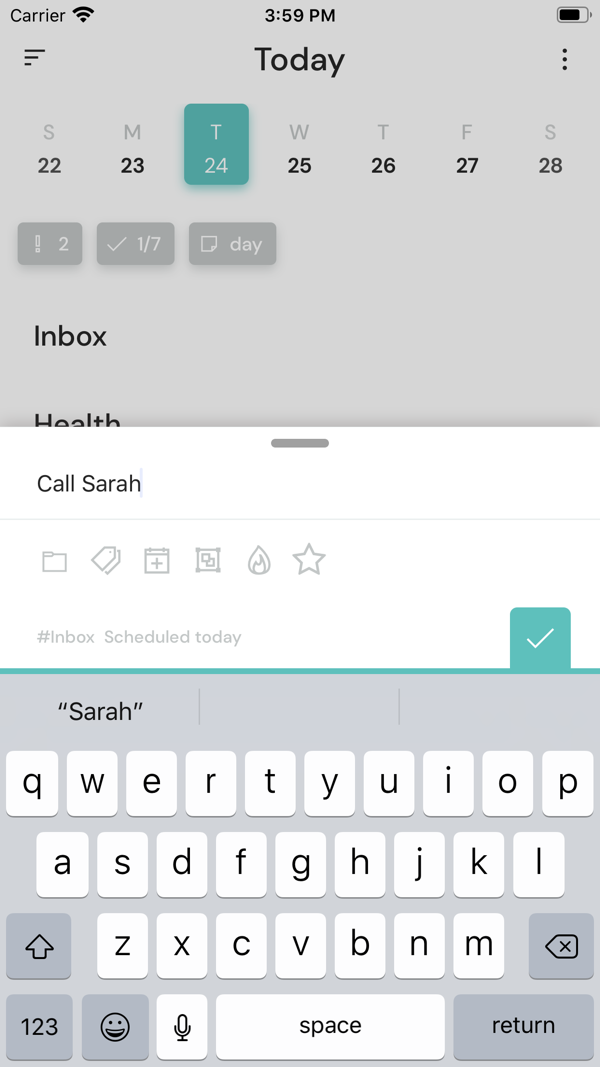 Carrier 3:59 PM
Today
S M T W T F S
22 23 24 25 26 27 28
2 1/7 day
Inbox
Health
Call Sarah
#Inbox Scheduled today
“Sarah”
q w e r t y u i o p
a s d f g h j k l
z x c v b n m
123 space return